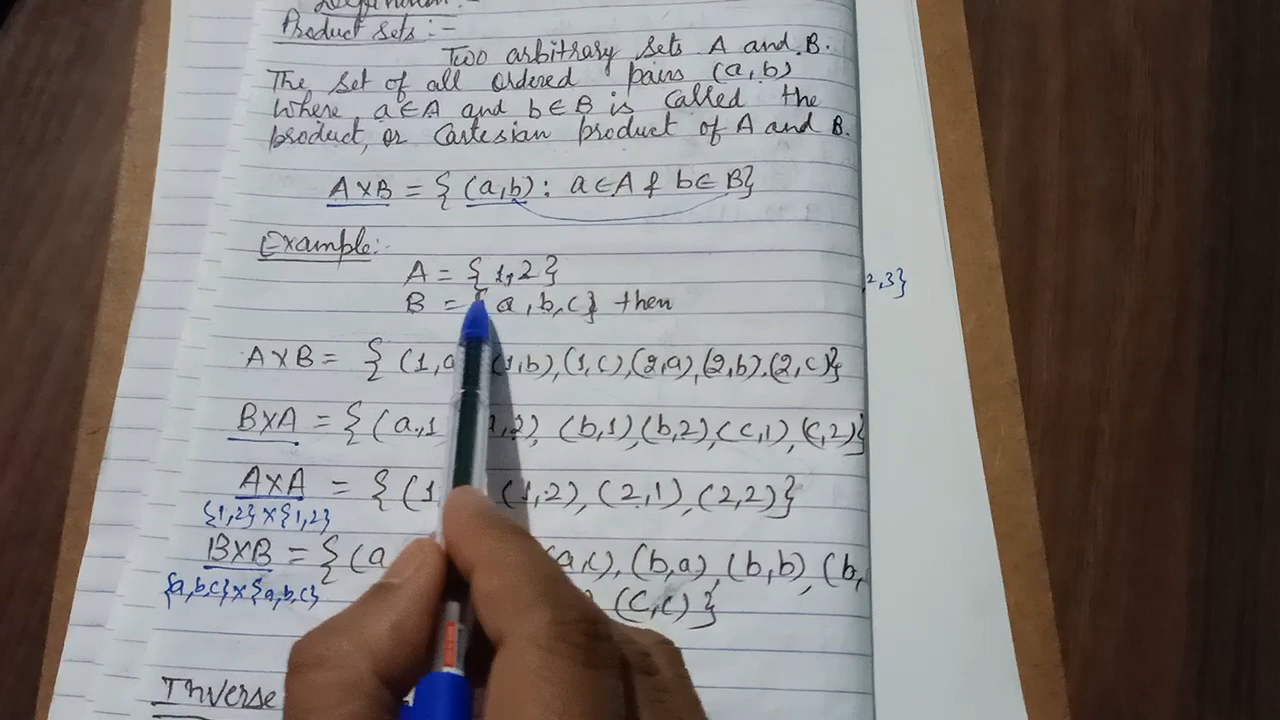 Product Sets :-
Two arbitrary sets A and B.
The set of all ordered pairs (a,b)
Where a∈A and b∈B is called the
product, or Cartesian product of A and B.
A×B = { (a,b) : a∈A & b∈B}
Example:
A = { 1,2 }
,2,3}
B = { a, b, c} then
A×B = { (1,a (1,b), (1,c), (2,a), (2,b), (2,c)}
B×A = { (a,1 ,2), (b,1), (b,2), (c,1), (c,2)}
A×A = { (1 (1,2), (2,1), (2,2)}
{1,2}×{1,2}
B×B = { (a a,c), (b,a), (b,b), (b,
{a,b,c}×{a,b,c} (c,c) }
Inverse